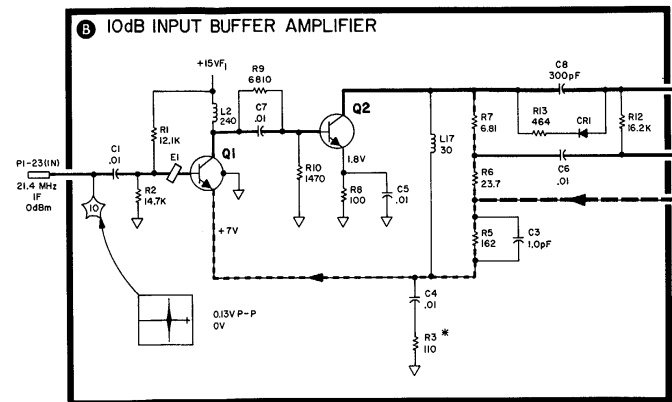 B 10dB INPUT BUFFER AMPLIFIER
+15VF1
R9
6810
C8
300pF
L2
240
C7
.01
Q2
R7
6.81
R13
464
CR1
R12
16.2K
R1
12.1K
Q1
L17
30
C1
.01
E1
P1-23(IN)
21.4 MHz
IF
0dBm
R10
1470
1.8V
C6
.01
R2
14.7K
R8
100
C5
.01
R6
23.7
10
+7V
R5
162
C3
1.0pF
0.13V P-P
0V
C4
.01
R3 *
110